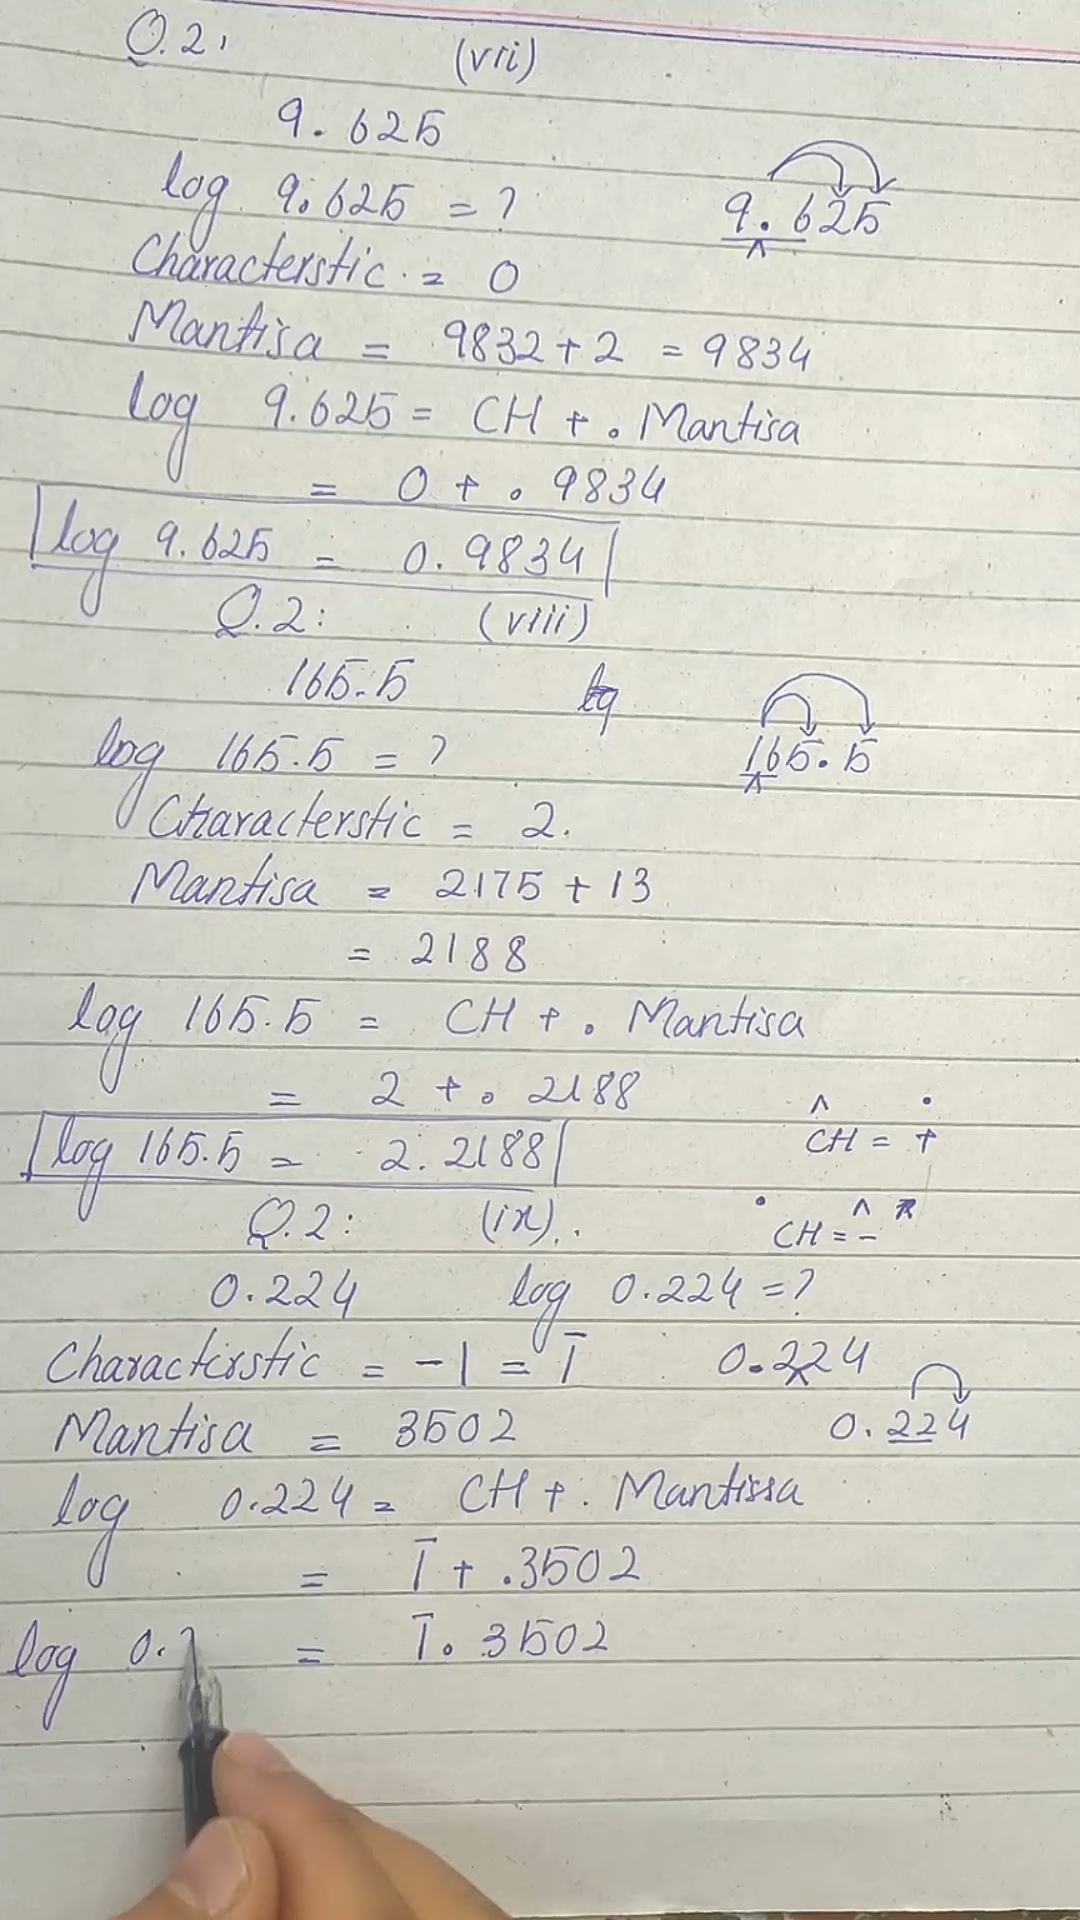 Q.2, (vii)
9.625
log 9.625 = ? 9.625
Characterstic = 0
Mantisa = 9832 + 2 = 9834
log 9.625 = CH + . Mantisa
= 0 + . 9834
log 9.625 = 0.9834
Q.2: (viii)
165.5
log 165.5 = ? 165.5
Characterstic = 2.
Mantisa = 2175 + 13
= 2188
log 165.5 = CH + . Mantisa
= 2 + . 2188
CH = +
log 165.5 = 2.2188
Q.2: (ix)
CH = -
0.224 log 0.224 = ?
Characterstic = -1 = 1̄ 0.224
Mantisa = 3502 0.224
log 0.224 = CH + . Mantissa
= 1̄ + .3502
log 0.2 = 1̄.3502